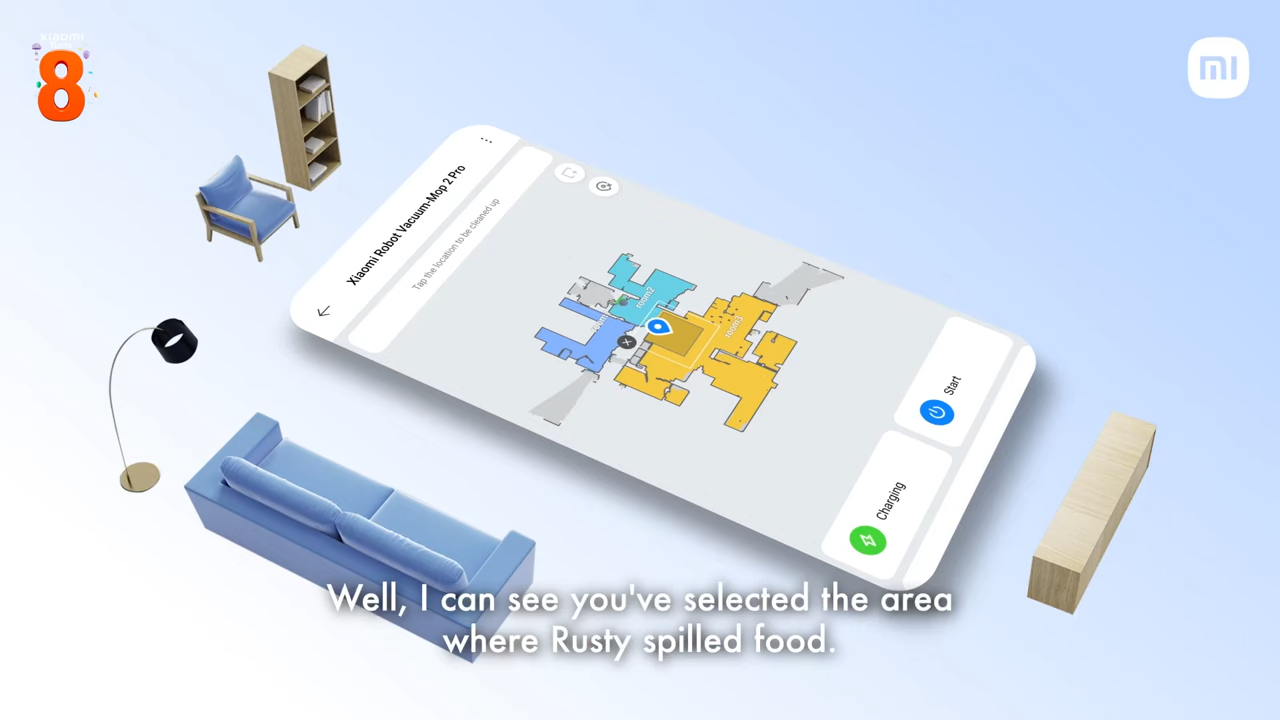 xiaomi
8
mi
Xiaomi Robot Vacuum-Mop 2 Pro
Tap the location to be cleaned up
room2
room3
Start
Charging
Well, I can see you've selected the area
where Rusty spilled food.